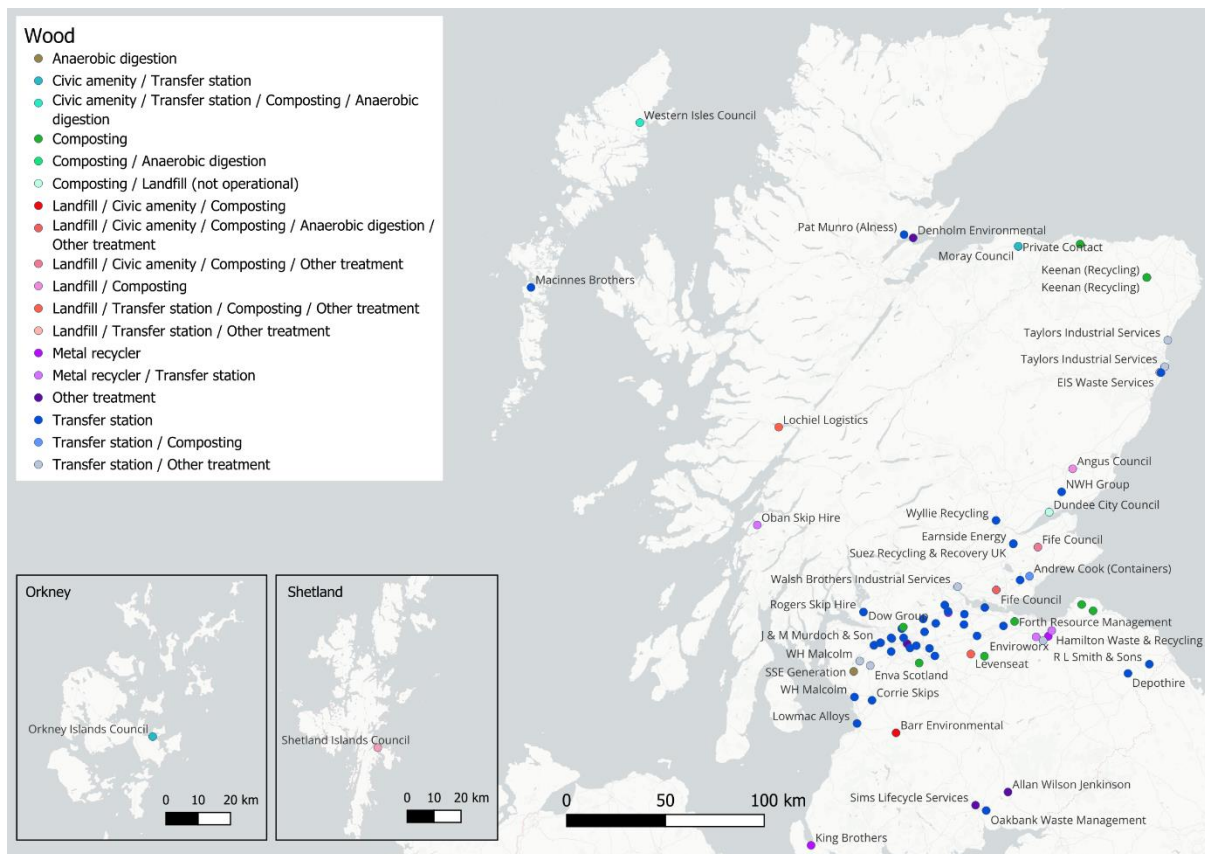 Wood
Anaerobic digestion
Civic amenity / Transfer station
Civic amenity / Transfer station / Composting / Anaerobic
digestion
Composting
Composting / Anaerobic digestion
Composting / Landfill (not operational)
Landfill / Civic amenity / Composting
Landfill / Civic amenity / Composting / Anaerobic digestion /
Other treatment
Landfill / Civic amenity / Composting / Other treatment
Landfill / Composting
Landfill / Transfer station / Composting / Other treatment
Landfill / Transfer station / Other treatment
Metal recycler
Metal recycler / Transfer station
Other treatment
Transfer station
Transfer station / Composting
Transfer station / Other treatment
Western Isles Council
Pat Munro (Alness)
Denholm Environmental
Moray Council
Private Contact
Keenan (Recycling)
Keenan (Recycling)
Macinnes Brothers
Taylors Industrial Services
Taylors Industrial Services
EIS Waste Services
Lochiel Logistics
Angus Council
NWH Group
Dundee City Council
Wyllie Recycling
Oban Skip Hire
Earnside Energy
Fife Council
Suez Recycling & Recovery UK
Andrew Cook (Containers)
Walsh Brothers Industrial Services
Fife Council
Rogers Skip Hire
Dow Group
Forth Resource Management
J & M Murdoch & Son
Enviroworx
Hamilton Waste & Recycling
WH Malcolm
Levenseat
R L Smith & Sons
SSE Generation
Enva Scotland
Depothire
WH Malcolm
Corrie Skips
Lowmac Alloys
Barr Environmental
Allan Wilson Jenkinson
Sims Lifecycle Services
Oakbank Waste Management
King Brothers
0 50 100 km
Orkney
Orkney Islands Council
0 10 20 km
Shetland
Shetland Islands Council
0 10 20 km